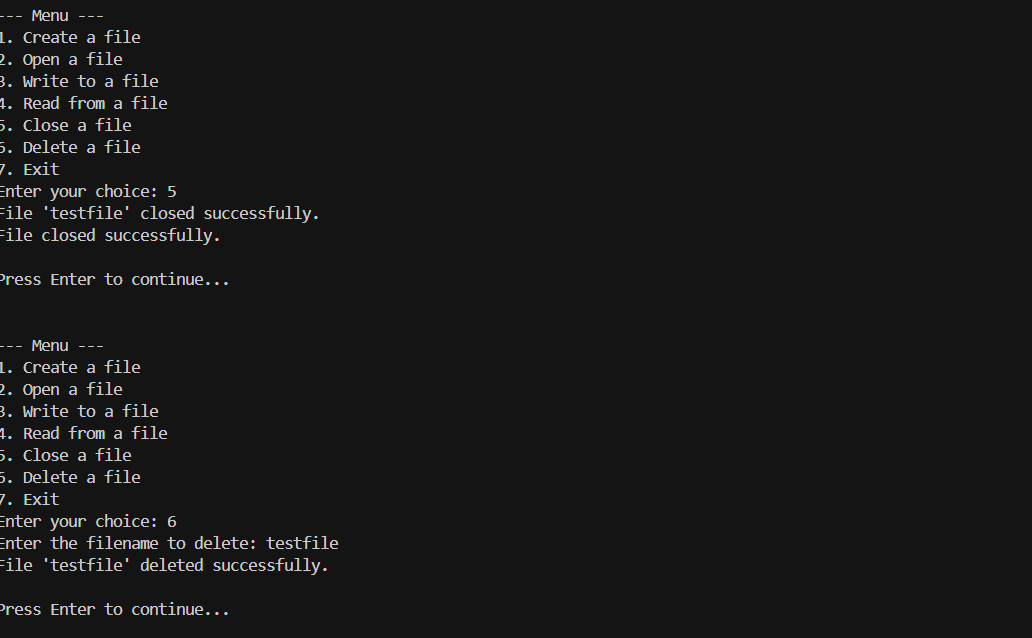 --- Menu ---
1. Create a file
2. Open a file
3. Write to a file
4. Read from a file
5. Close a file
6. Delete a file
7. Exit
Enter your choice: 5
File 'testfile' closed successfully.
File closed successfully.
Press Enter to continue...
--- Menu ---
1. Create a file
2. Open a file
3. Write to a file
4. Read from a file
5. Close a file
6. Delete a file
7. Exit
Enter your choice: 6
Enter the filename to delete: testfile
File 'testfile' deleted successfully.
Press Enter to continue...